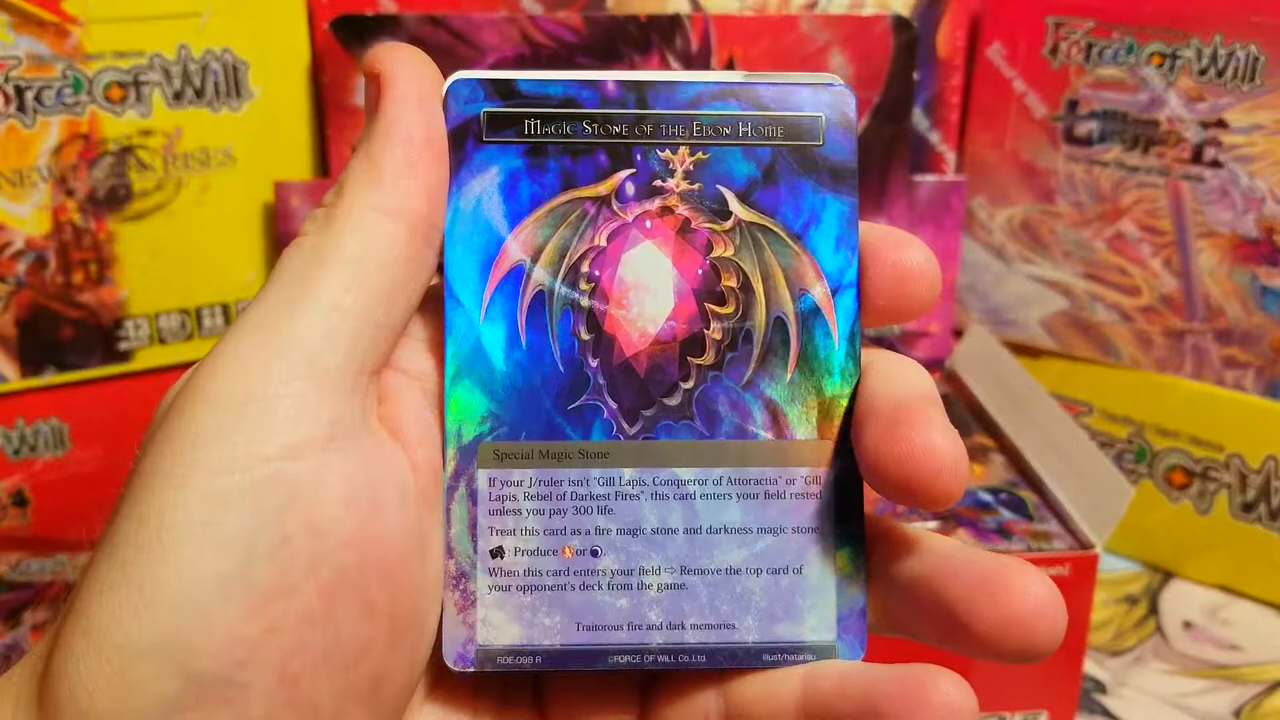 Force of Will
NEW DAWN RISES
Force of Will
Will
MAGIC STONE OF THE EBON HOME
Special Magic Stone
If your J/ruler isn't "Gill Lapis, Conqueror of Attoractia" or "Gill
Lapis, Rebel of Darkest Fires", this card enters your field rested
unless you pay 300 life.
Treat this card as a fire magic stone and darkness magic stone
: Produce or .
When this card enters your field ⇨ Remove the top card of
your opponent's deck from the game.
Traitorous fire and dark memories.
RDE-098 R
©FORCE OF WILL Co.Ltd.
illust/hatarisu
of Will